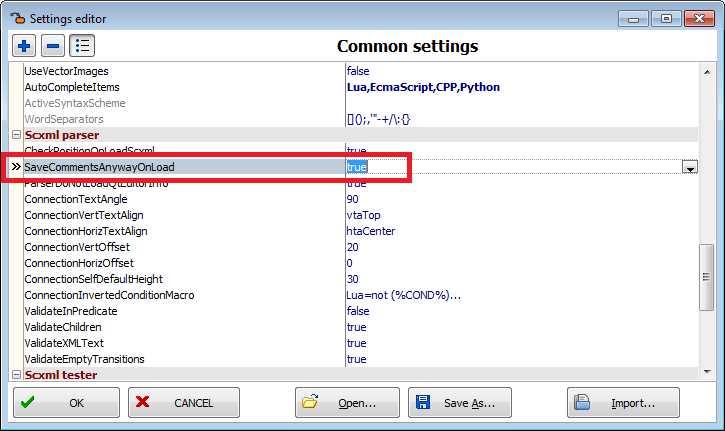 Settings editor
Common settings
UseVectorImages false
AutoCompleteItems Lua,EcmaScript,CPP,Python
ActiveSyntaxScheme
WordSeparators []();,'"-+/\:{}
Scxml parser
CheckPositionOnLoadScxml true
SaveCommentsAnywayOnLoad true
ParserDoNotLoadQtEditorInfo true
ConnectionTextAngle 90
ConnectionVertTextAlign vtaTop
ConnectionHorizTextAlign htaCenter
ConnectionVertOffset 20
ConnectionHorizOffset 0
ConnectionSelfDefaultHeight 30
ConnectionInvertedConditionMacro Lua=not (%COND%)...
ValidateInPredicate false
ValidateChildren true
ValidateXMLText true
ValidateEmptyTransitions true
Scxml tester
OK CANCEL Open... Save As... Import...